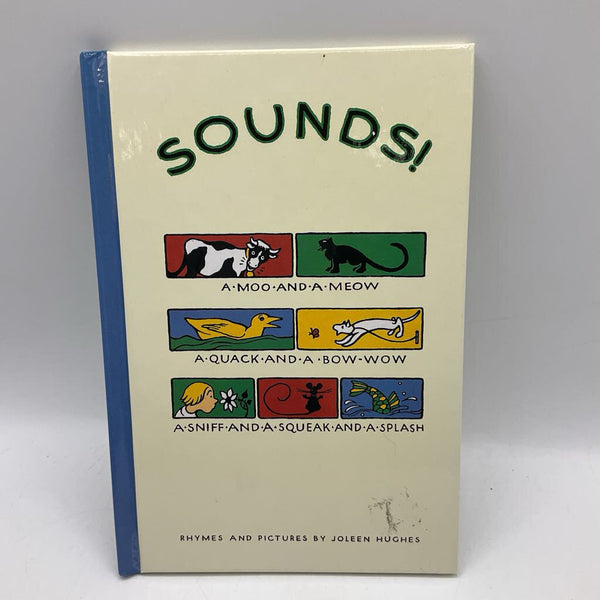 SOUNDS!
A·MOO·AND·A·MEOW
A·QUACK·AND·A·BOW-WOW
A·SNIFF·AND·A·SQUEAK·AND·A·SPLASH
RHYMES AND PICTURES BY JOLEEN HUGHES